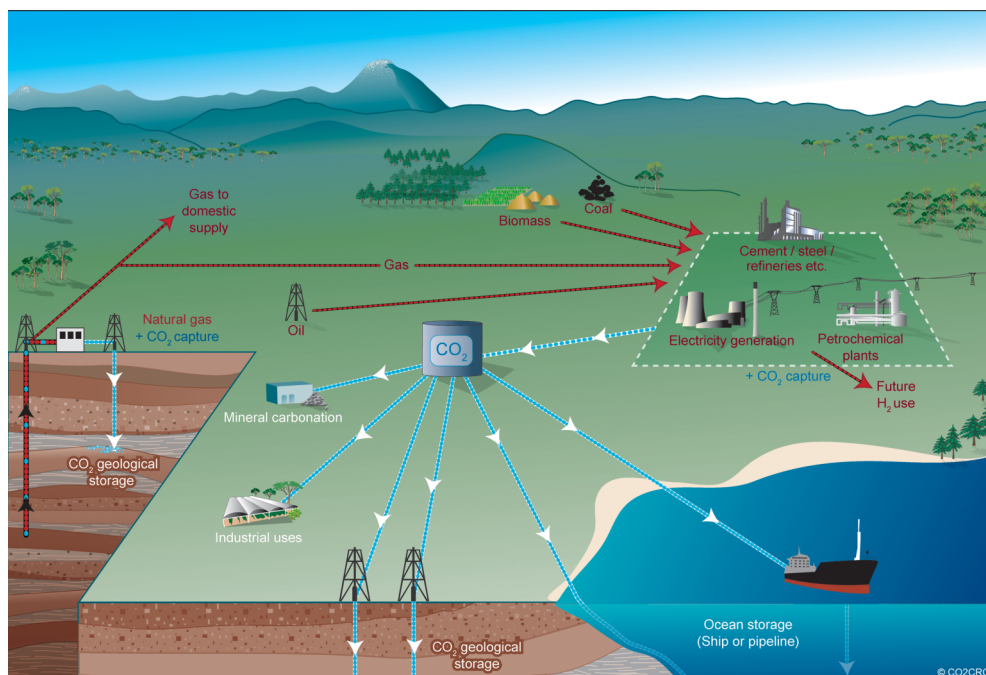 Gas to
domestic
supply
Biomass
Coal
Cement / steel /
refineries etc.
Gas
Natural gas
+ CO2 capture
Oil
CO2
Electricity generation
Petrochemical
plants
+ CO2 capture
Future
H2 use
Mineral carbonation
CO2 geological
storage
Industrial uses
Ocean storage
(Ship or pipeline)
CO2 geological
storage
© CO2CRC